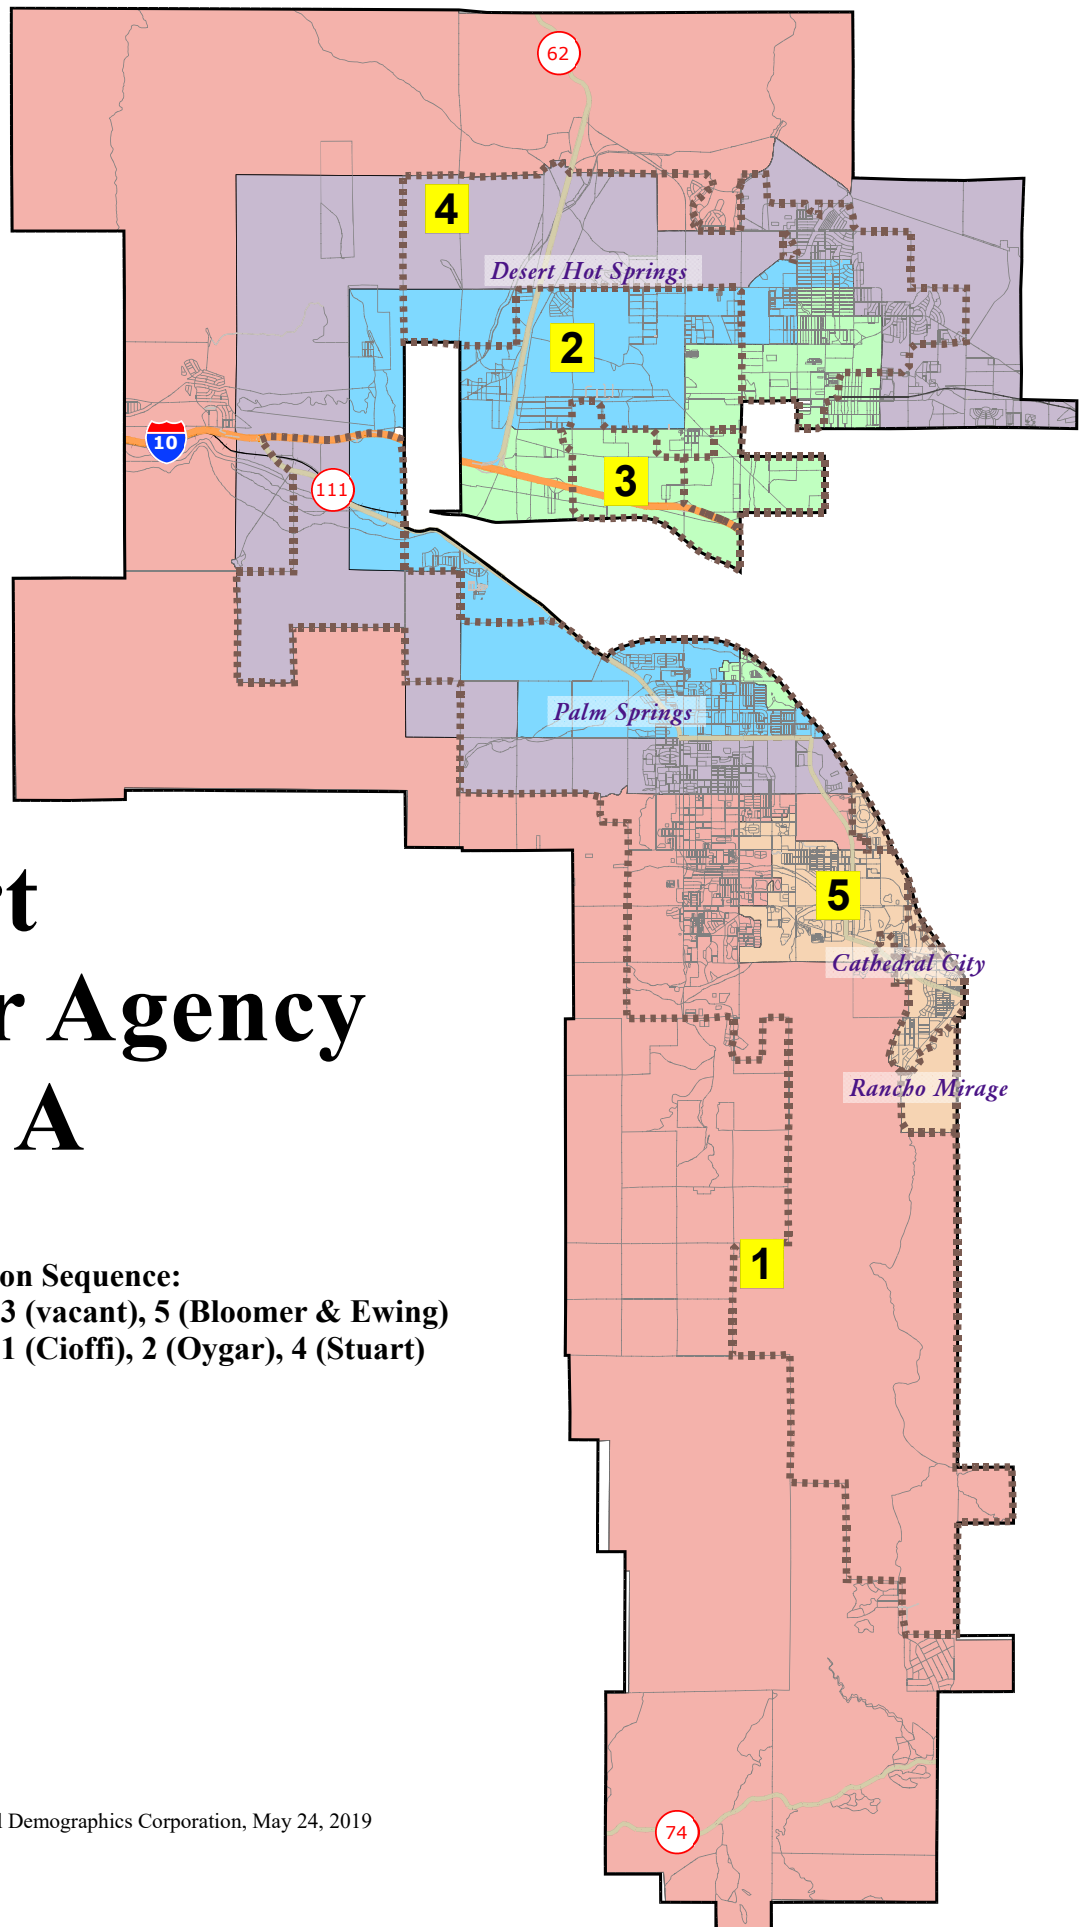 62
4
Desert Hot Springs
2
10
3
111
Palm Springs
5
Cathedral City
Rancho Mirage
r Agency
A
1
on Sequence:
3 (vacant), 5 (Bloomer & Ewing)
1 (Cioffi), 2 (Oygar), 4 (Stuart)
l Demographics Corporation, May 24, 2019
74